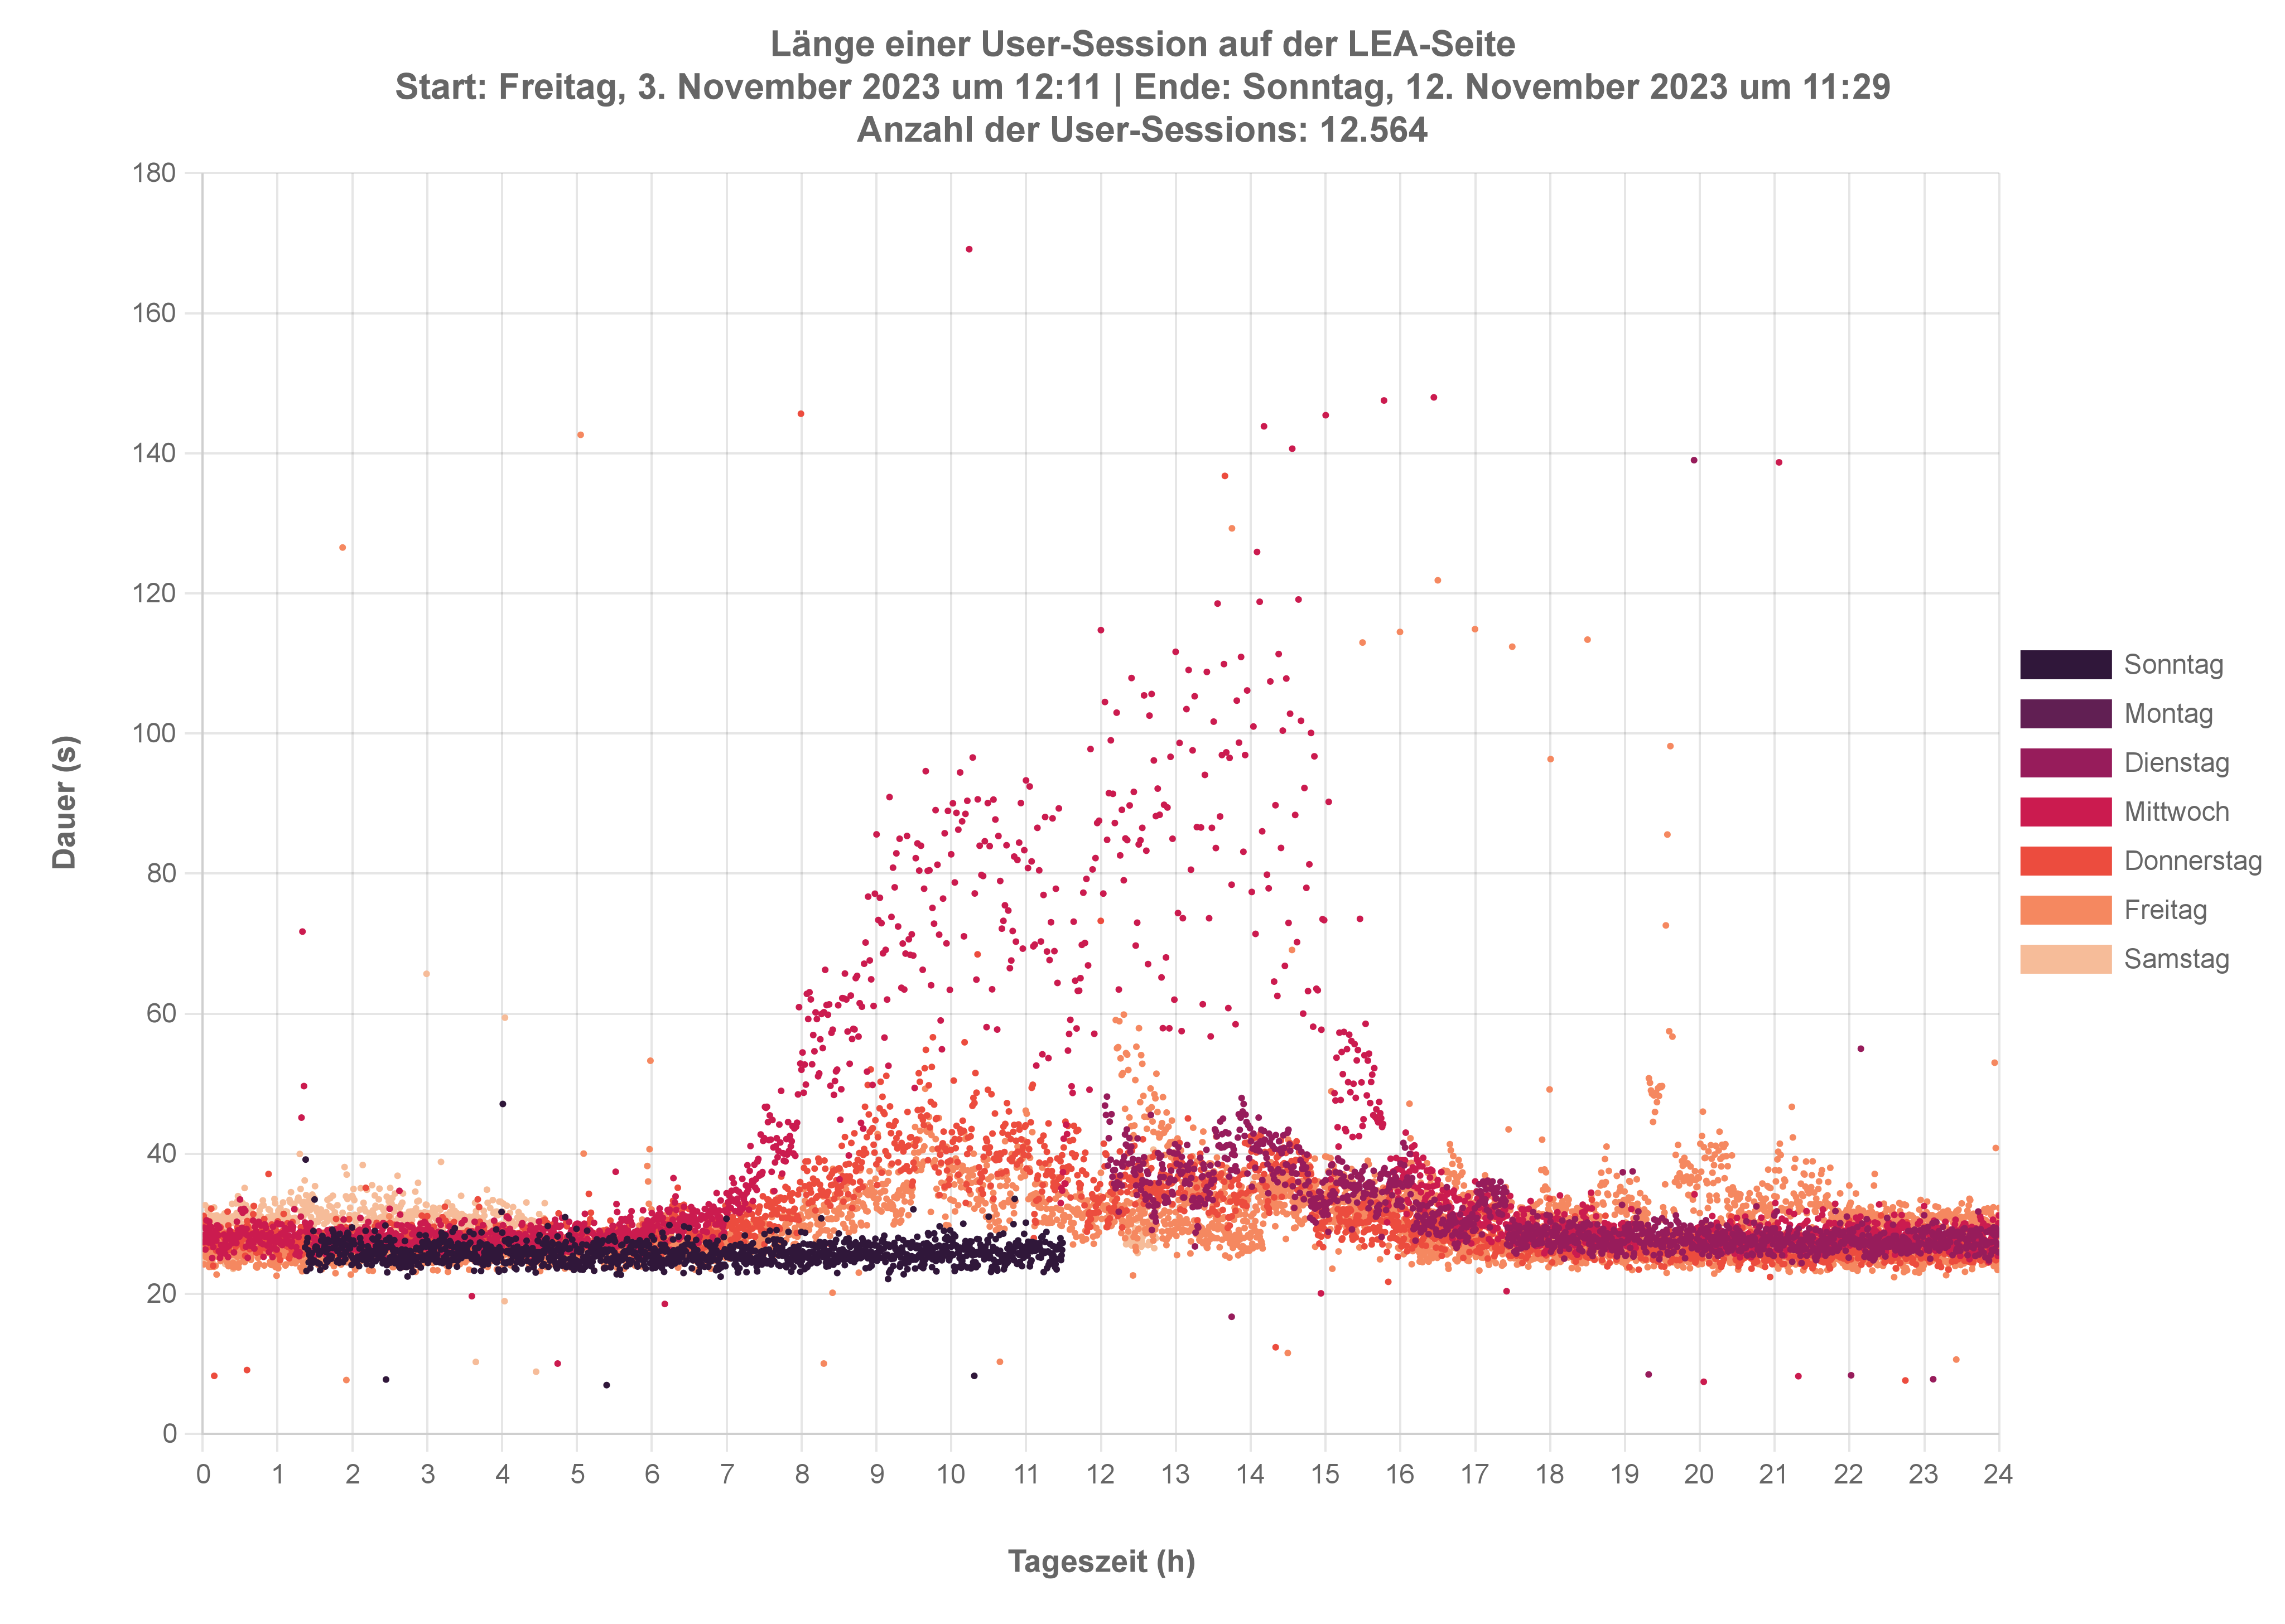 Länge einer User-Session auf der LEA-Seite
Start: Freitag, 3. November 2023 um 12:11 | Ende: Sonntag, 12. November 2023 um 11:29
Anzahl der User-Sessions: 12.564
180
160
140
120
100
80
60
40
20
0
Dauer (s)
0 1 2 3 4 5 6 7 8 9 10 11 12 13 14 15 16 17 18 19 20 21 22 23 24
Tageszeit (h)
Sonntag
Montag
Dienstag
Mittwoch
Donnerstag
Freitag
Samstag